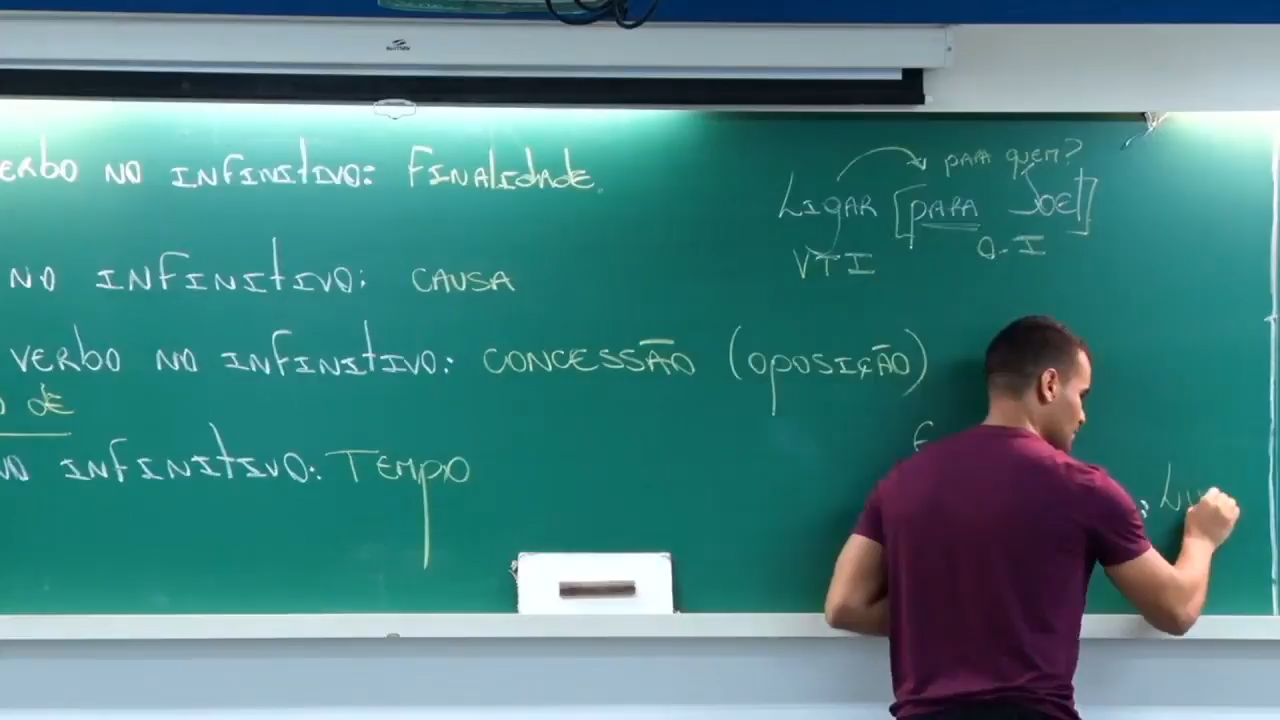 verbo no infinitivo: Finalidade.
no infinitivo: causa
verbo no infinitivo: concessão (oposição)
de
infinitivo: Tempo
para quem?
Ligar [para Joel]
VTI O.I